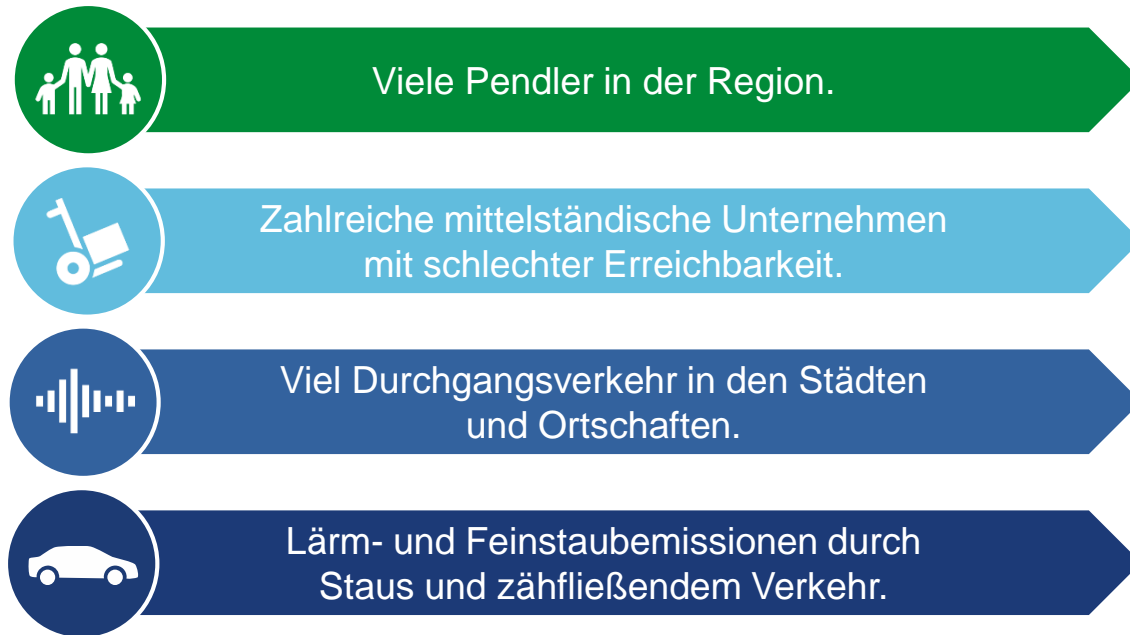 Viele Pendler in der Region.
Zahlreiche mittelständische Unternehmen
mit schlechter Erreichbarkeit.
Viel Durchgangsverkehr in den Städten
und Ortschaften.
Lärm- und Feinstaubemissionen durch
Staus und zähfließendem Verkehr.